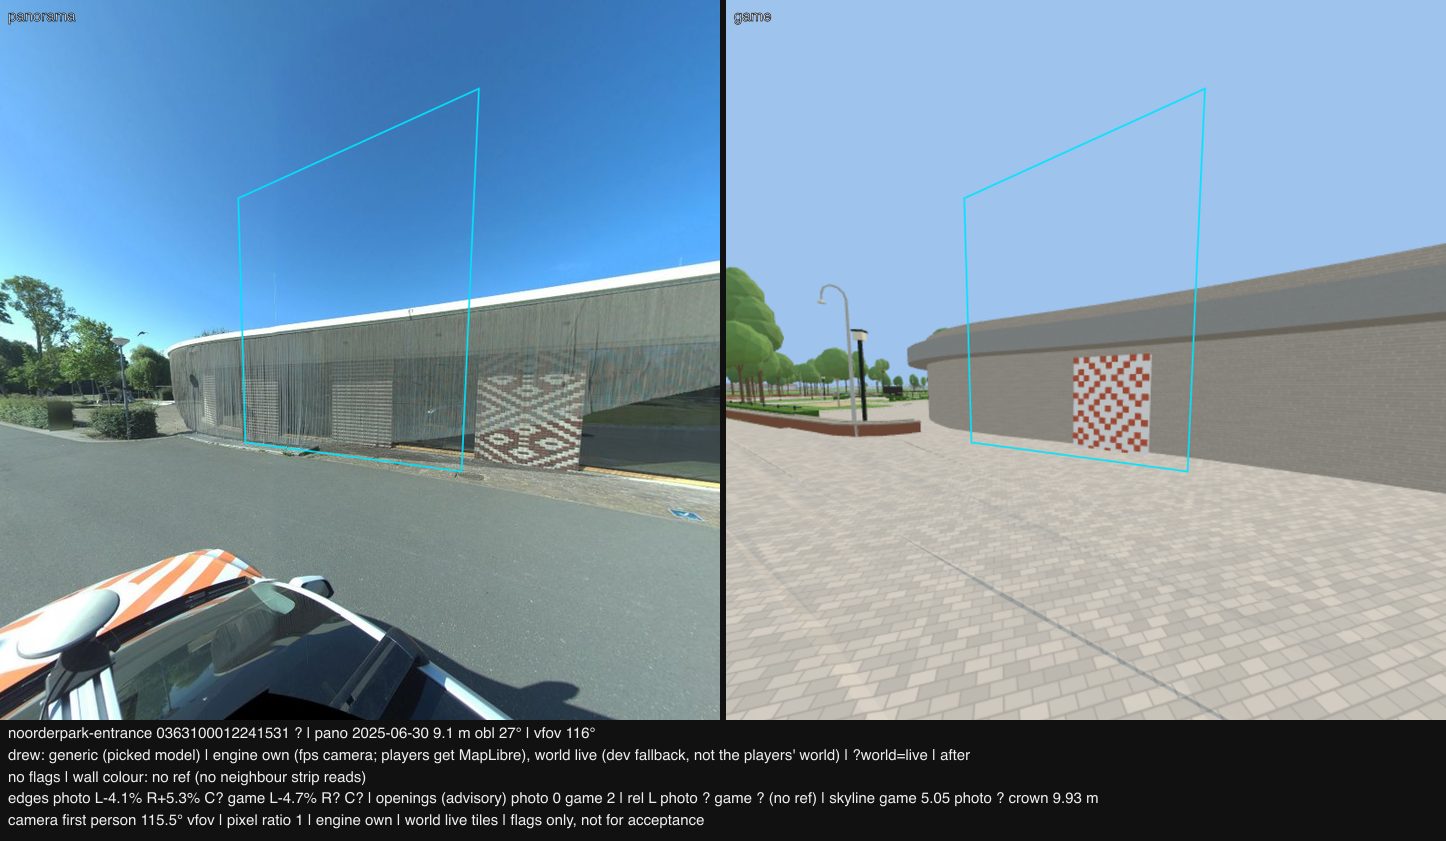 panorama
game
noorderpark-entrance 0363100012241531 ? | pano 2025-06-30 9.1 m obl 27° | vfov 116°
drew: generic (picked model) | engine own (fps camera; players get MapLibre), world live (dev fallback, not the players' world) | ?world=live | after
no flags | wall colour: no ref (no neighbour strip reads)
edges photo L-4.1% R+5.3% C? game L-4.7% R? C? | openings (advisory) photo 0 game 2 | rel L photo ? game ? (no ref) | skyline game 5.05 photo ? crown 9.93 m
camera first person 115.5° vfov | pixel ratio 1 | engine own | world live tiles | flags only, not for acceptance